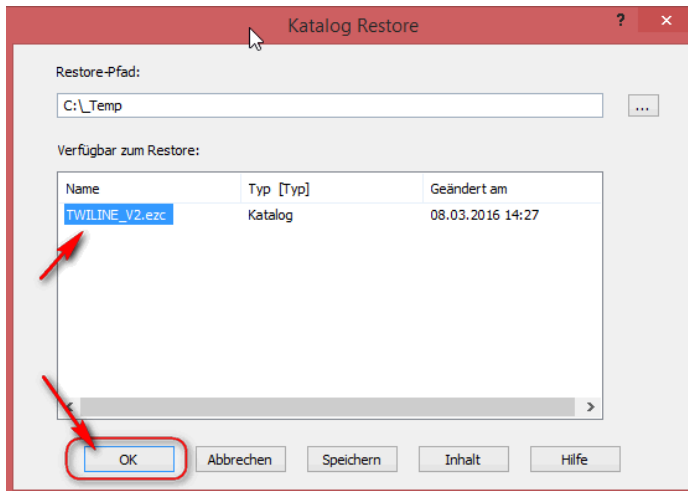 Katalog Restore
?
Restore-Pfad:
C:\_Temp
...
Verfügbar zum Restore:
Name Typ [Typ] Geändert am
TWILINE_V2.ezc Katalog 08.03.2016 14:27
OK Abbrechen Speichern Inhalt Hilfe